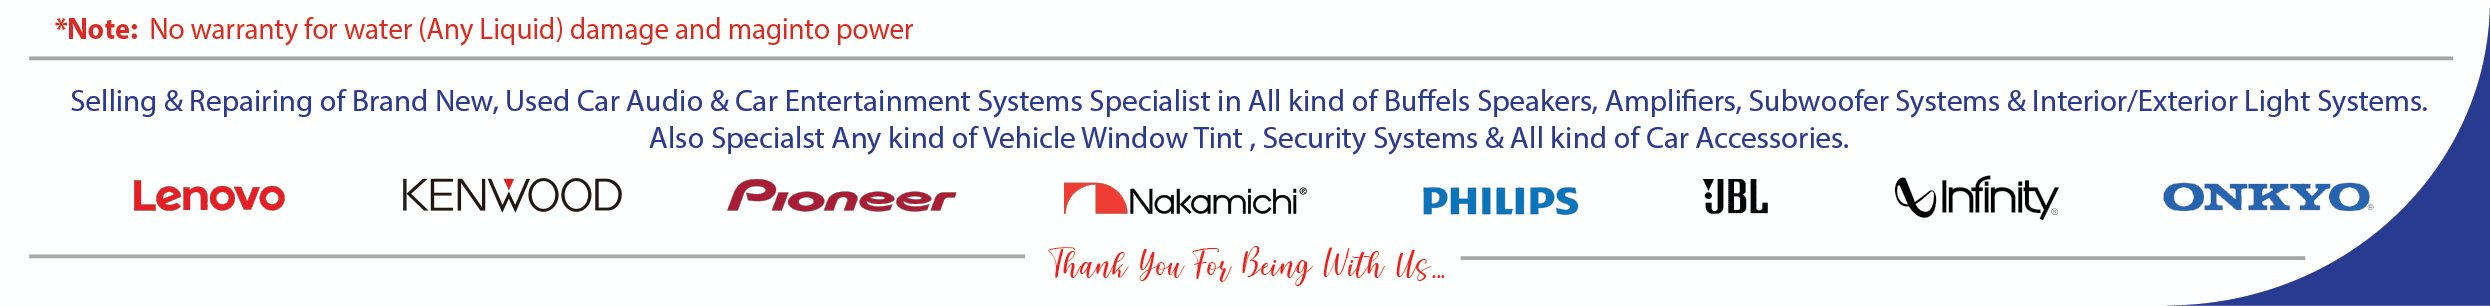 *Note: No warranty for water (Any Liquid) damage and maginto power
Selling & Repairing of Brand New, Used Car Audio & Car Entertainment Systems Specialist in All kind of Buffels Speakers, Amplifiers, Subwoofer Systems & Interior/Exterior Light Systems.
Also Specialst Any kind of Vehicle Window Tint , Security Systems & All kind of Car Accessories.
Lenovo KENWOOD Pioneer Nakamichi® PHILIPS JBL Infinity® ONKYO®
Thank You For Being With Us...